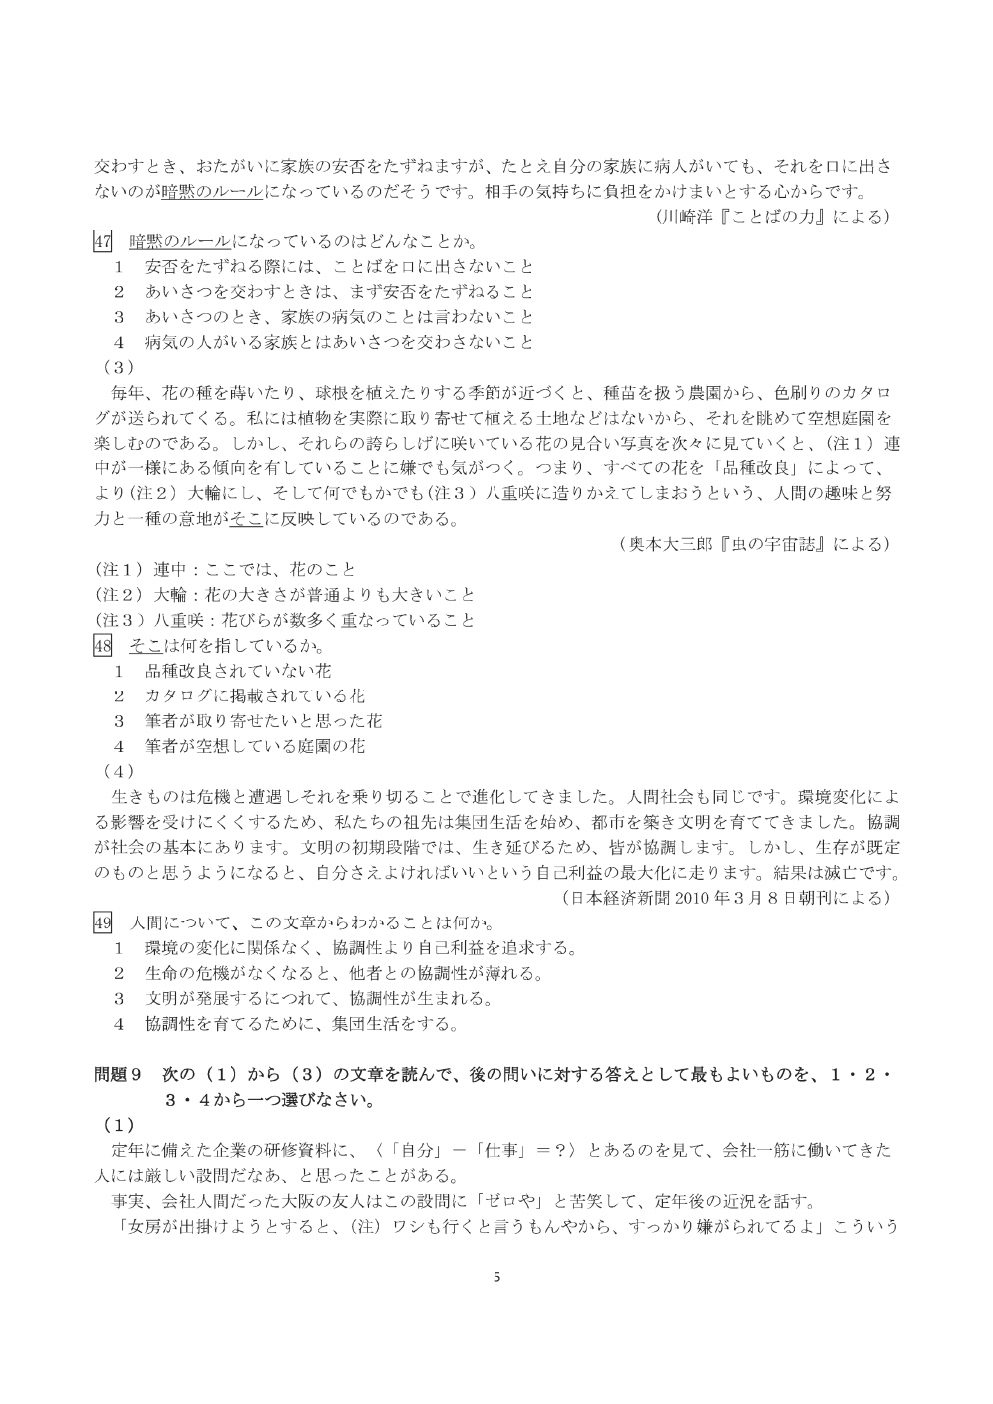 交わすとき、おたがいに家族の安否をたずねますが、たとえ自分の家族に病人がいても、それを口に出さ
ないのが暗黙のルールになっているのだそうです。相手の気持ちに負担をかけまいとする心からです。
（川崎洋『ことばの力』による）
47　暗黙のルールになっているのはどんなことか。
１　安否をたずねる際には、ことばを口に出さないこと
２　あいさつを交わすときは、まず安否をたずねること
３　あいさつのとき、家族の病気のことは言わないこと
４　病気の人がいる家族とはあいさつを交わさないこと
（３）
毎年、花の種を蒔いたり、球根を植えたりする季節が近づくと、種苗を扱う農園から、色刷りのカタロ
グが送られてくる。私には植物を実際に取り寄せて植える土地などはないから、それを眺めて空想庭園を
楽しむのである。しかし、それらの誇らしげに咲いている花の見合い写真を次々に見ていくと、（注１）連
中が一様にある傾向を有していることに嫌でも気がつく。つまり、すべての花を「品種改良」によって、
より（注２）大輪にし、そして何でもかでも（注３）八重咲に造りかえてしまおうという、人間の趣味と努
力と一種の意地がそこに反映しているのである。
（奥本大三郎『虫の宇宙誌』による）
（注１）連中：ここでは、花のこと
（注２）大輪：花の大きさが普通よりも大きいこと
（注３）八重咲：花びらが数多く重なっていること
48　そこは何を指しているか。
１　品種改良されていない花
２　カタログに掲載されている花
３　筆者が取り寄せたいと思った花
４　筆者が空想している庭園の花
（４）
生きものは危機と遭遇しそれを乗り切ることで進化してきました。人間社会も同じです。環境変化によ
る影響を受けにくくするため、私たちの祖先は集団生活を始め、都市を築き文明を育ててきました。協調
が社会の基本にあります。文明の初期段階では、生き延びるため、皆が協調します。しかし、生存が既定
のものと思うようになると、自分さえよければいいという自己利益の最大化に走ります。結果は滅亡です。
（日本経済新聞 2010 年３月８日朝刊による）
49　人間について、この文章からわかることは何か。
１　環境の変化に関係なく、協調性より自己利益を追求する。
２　生命の危機がなくなると、他者との協調性が薄れる。
３　文明が発展するにつれて、協調性が生まれる。
４　協調性を育てるために、集団生活をする。
問題９　次の（１）から（３）の文章を読んで、後の問いに対する答えとして最もよいものを、１・２・
３・４から一つ選びなさい。
（１）
定年に備えた企業の研修資料に、〈「自分」－「仕事」＝？〉とあるのを見て、会社一筋に働いてきた
人には厳しい設問だなあ、と思ったことがある。
事実、会社人間だった大阪の友人はこの設問に「ゼロや」と苦笑して、定年後の近況を話す。
「女房が出掛けようとすると、（注）ワシも行くと言うもんやから、すっかり嫌がられてるよ」こういう
5